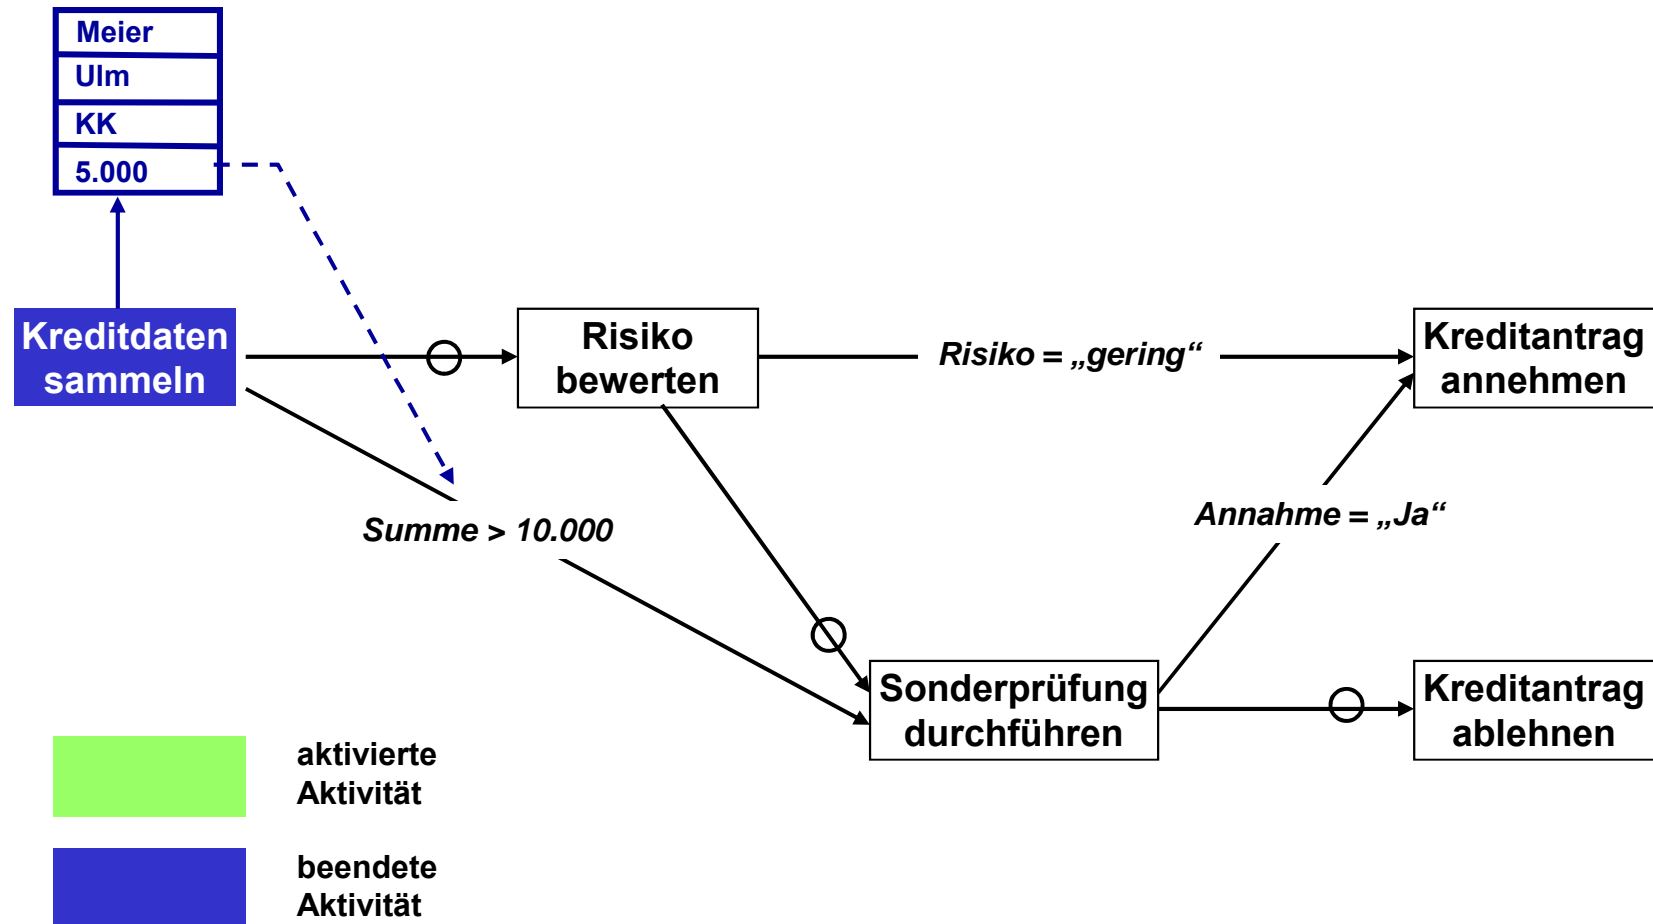 Meier
Ulm
KK
5.000
Kreditdaten
sammeln
Risiko
bewerten
Risiko = „gering“
Kreditantrag
annehmen
Summe > 10.000
Annahme = „Ja“
Sonderprüfung
durchführen
Kreditantrag
ablehnen
aktivierte
Aktivität
beendete
Aktivität